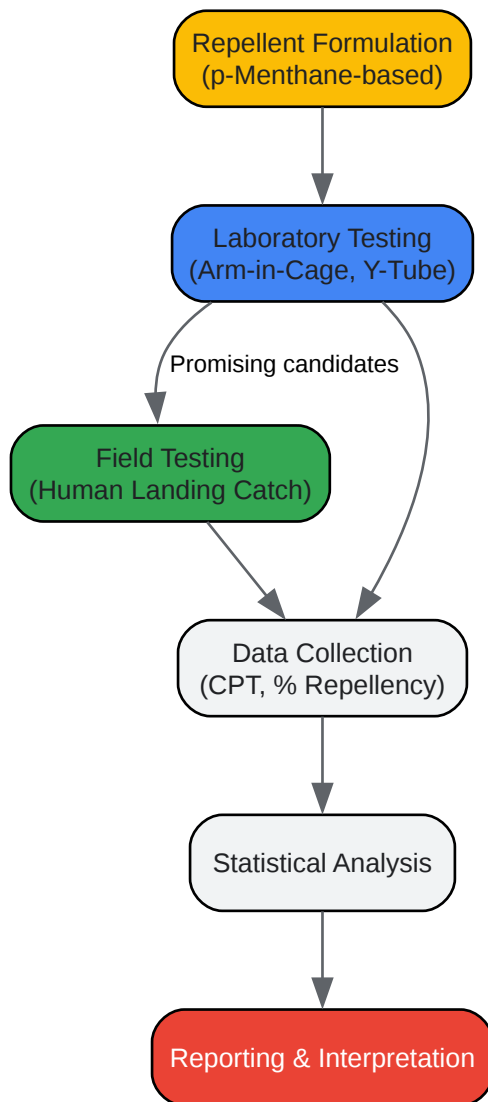 Repellent Formulation
(p-Menthane-based)
Laboratory Testing
(Arm-in-Cage, Y-Tube)
Promising candidates
Field Testing
(Human Landing Catch)
Data Collection
(CPT, % Repellency)
Statistical Analysis
Reporting & Interpretation